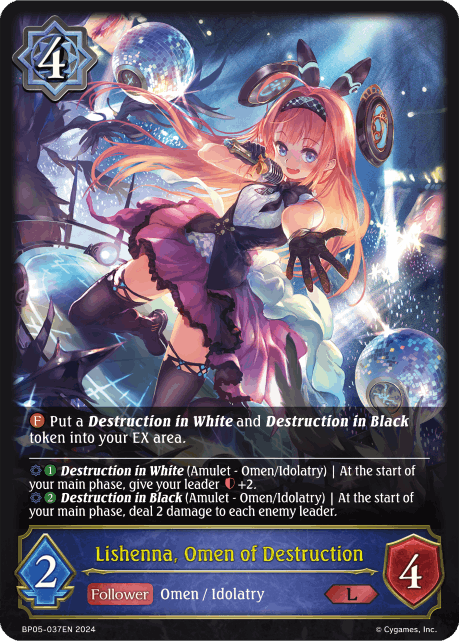 4
F Put a Destruction in White and Destruction in Black
token into your EX area.
1 Destruction in White (Amulet - Omen/Idolatry) | At the start of
your main phase, give your leader +2.
2 Destruction in Black (Amulet - Omen/Idolatry) | At the start of
your main phase, deal 2 damage to each enemy leader.
Lishenna, Omen of Destruction
2
Follower Omen / Idolatry L
4
BP05-037EN 2024 © Cygames, Inc.